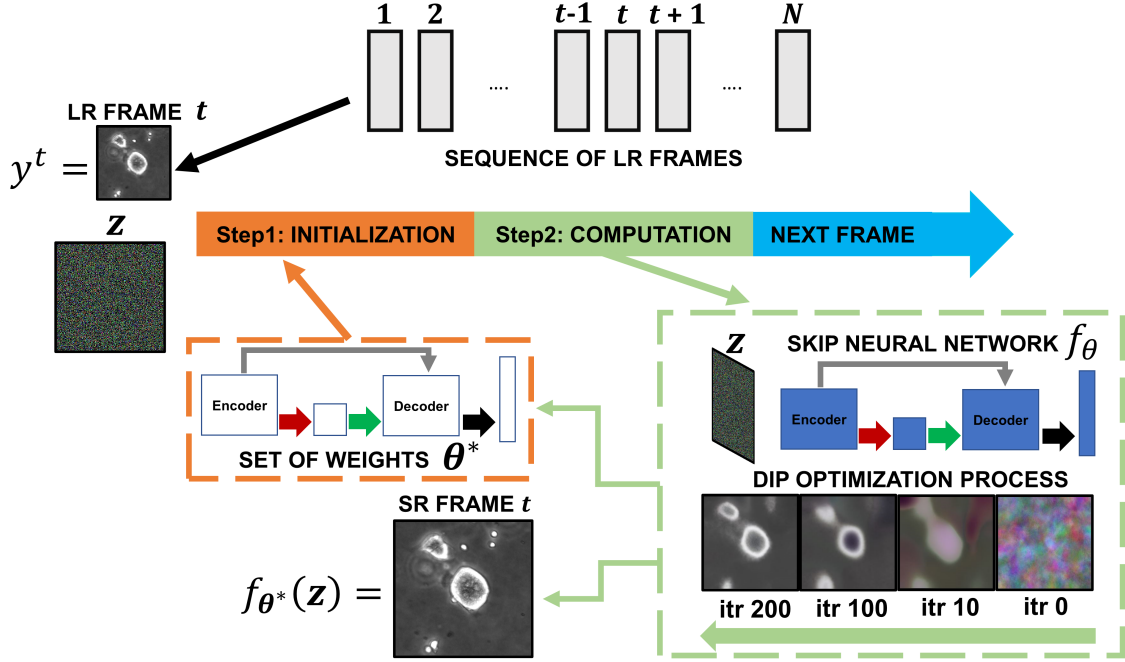 1 2 t-1 t t + 1 N
.... ....
SEQUENCE OF LR FRAMES
LR FRAME t
y^t =
z
Step1: INITIALIZATION Step2: COMPUTATION NEXT FRAME
Encoder Decoder
SET OF WEIGHTS θ*
SR FRAME t
f_θ*(z) =
z
SKIP NEURAL NETWORK f_θ
Encoder Decoder
DIP OPTIMIZATION PROCESS
itr 200 itr 100 itr 10 itr 0